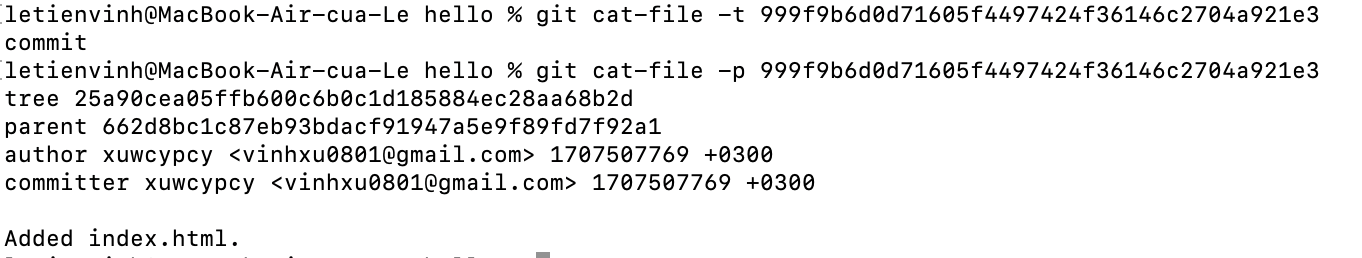 letienvinh@MacBook-Air-cua-Le hello % git cat-file -t 999f9b6d0d71605f4497424f36146c2704a921e3
commit
letienvinh@MacBook-Air-cua-Le hello % git cat-file -p 999f9b6d0d71605f4497424f36146c2704a921e3
tree 25a90cea05ffb600c6b0c1d185884ec28aa68b2d
parent 662d8bc1c87eb93bdacf91947a5e9f89fd7f92a1
author xuwcypcy <vinhxu0801@gmail.com> 1707507769 +0300
committer xuwcypcy <vinhxu0801@gmail.com> 1707507769 +0300
Added index.html.